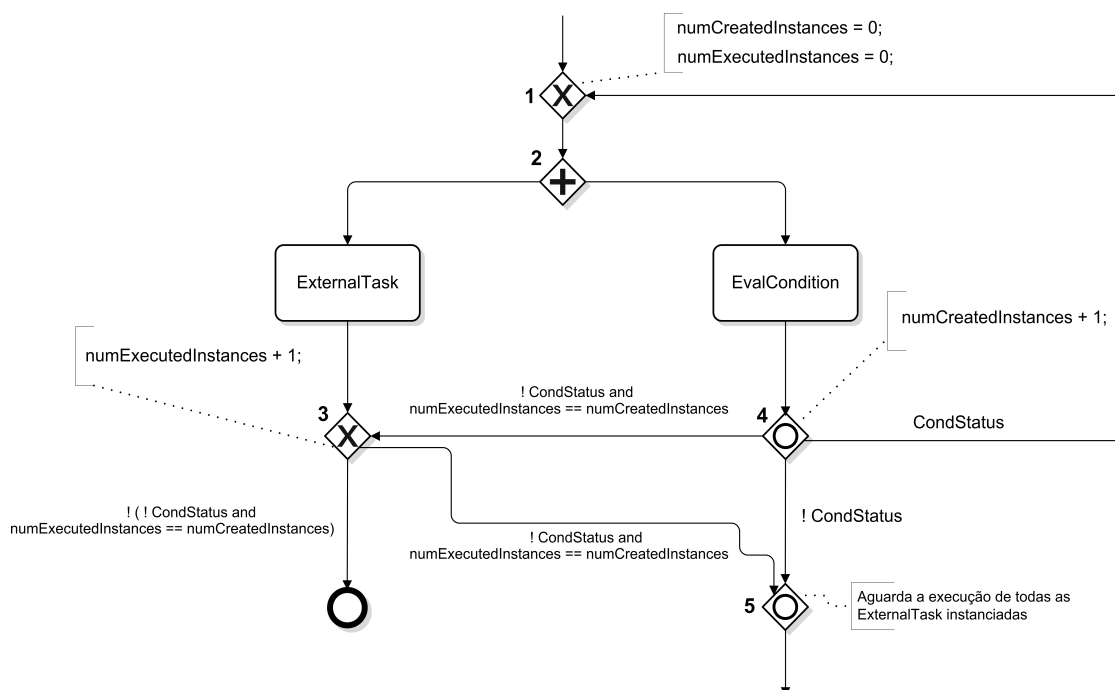 numCreatedInstances = 0;
numExecutedInstances = 0;
1
2
ExternalTask
EvalCondition
numCreatedInstances + 1;
numExecutedInstances + 1;
! CondStatus and
numExecutedInstances == numCreatedInstances
3
4
CondStatus
! ( ! CondStatus and
numExecutedInstances == numCreatedInstances)
! CondStatus
! CondStatus and
numExecutedInstances == numCreatedInstances
5
Aguarda a execução de todas as
ExternalTask instanciadas